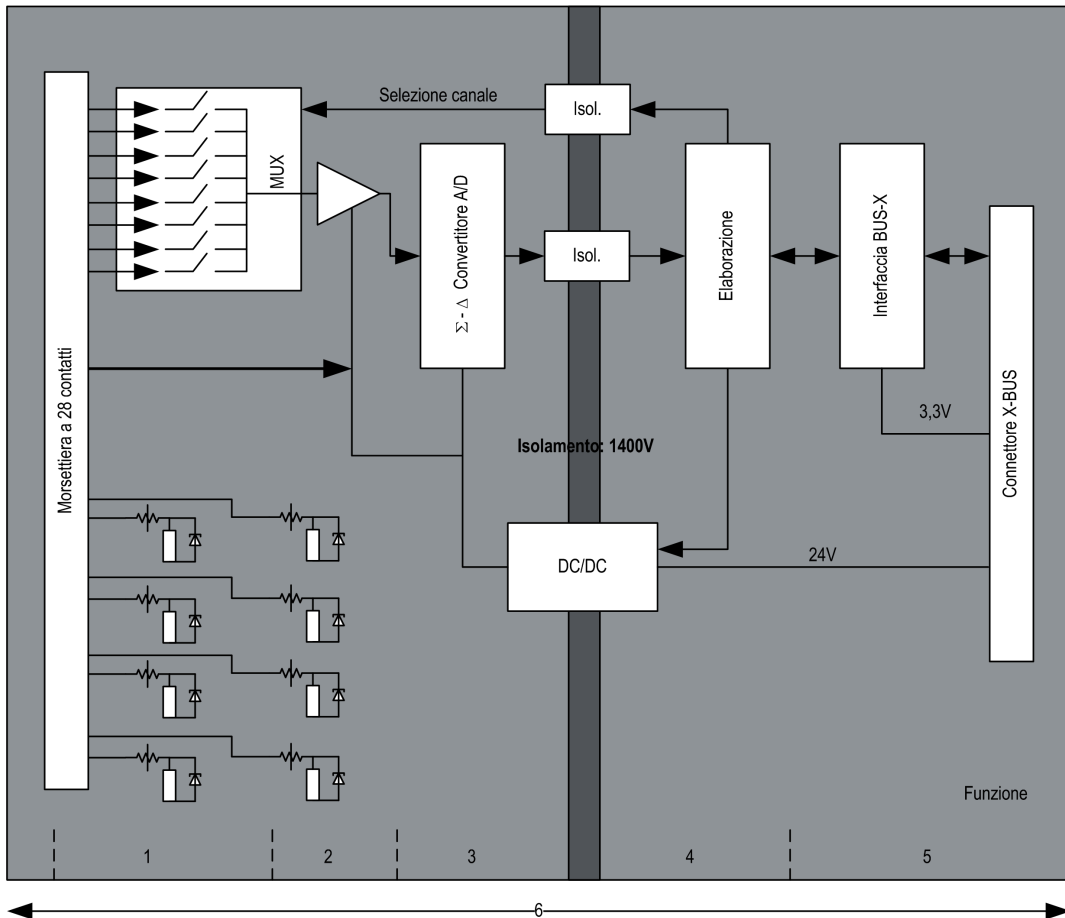 Selezione canale
Isol.
MUX
Σ - Δ Convertitore A/D
Isol.
Elaborazione
Interfaccia BUS-X
Morsettiera a 28 contatti
3,3V
Connettore X-BUS
Isolamento: 1400V
DC/DC
24V
Funzione
1
2
3
4
5
6